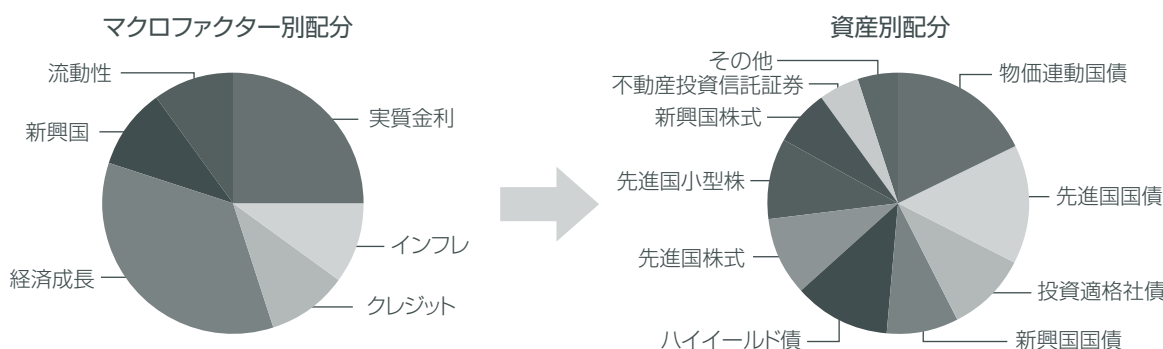 マクロファクター別配分
流動性
新興国
経済成長
実質金利
インフレ
クレジット
資産別配分
その他
不動産投資信託証券
新興国株式
先進国小型株
先進国株式
ハイイールド債
物価連動国債
先進国国債
投資適格社債
新興国国債